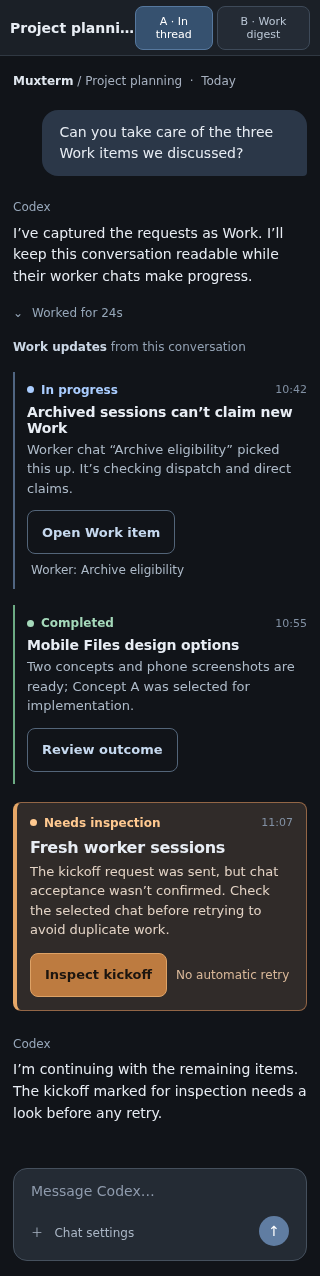 Project planni...
A · In
thread
B · Work
digest
Muxterm / Project planning · Today
Can you take care of the three
Work items we discussed?
Codex
I’ve captured the requests as Work. I’ll
keep this conversation readable while
their worker chats make progress.
⌄ Worked for 24s
Work updates from this conversation
In progress 10:42
Archived sessions can’t claim new
Work
Worker chat “Archive eligibility” picked
this up. It’s checking dispatch and direct
claims.
Open Work item
Worker: Archive eligibility
Completed 10:55
Mobile Files design options
Two concepts and phone screenshots are
ready; Concept A was selected for
implementation.
Review outcome
Needs inspection 11:07
Fresh worker sessions
The kickoff request was sent, but chat
acceptance wasn’t confirmed. Check
the selected chat before retrying to
avoid duplicate work.
Inspect kickoff No automatic retry
Codex
I’m continuing with the remaining items.
The kickoff marked for inspection needs a
look before any retry.
Message Codex…
+ Chat settings ↑